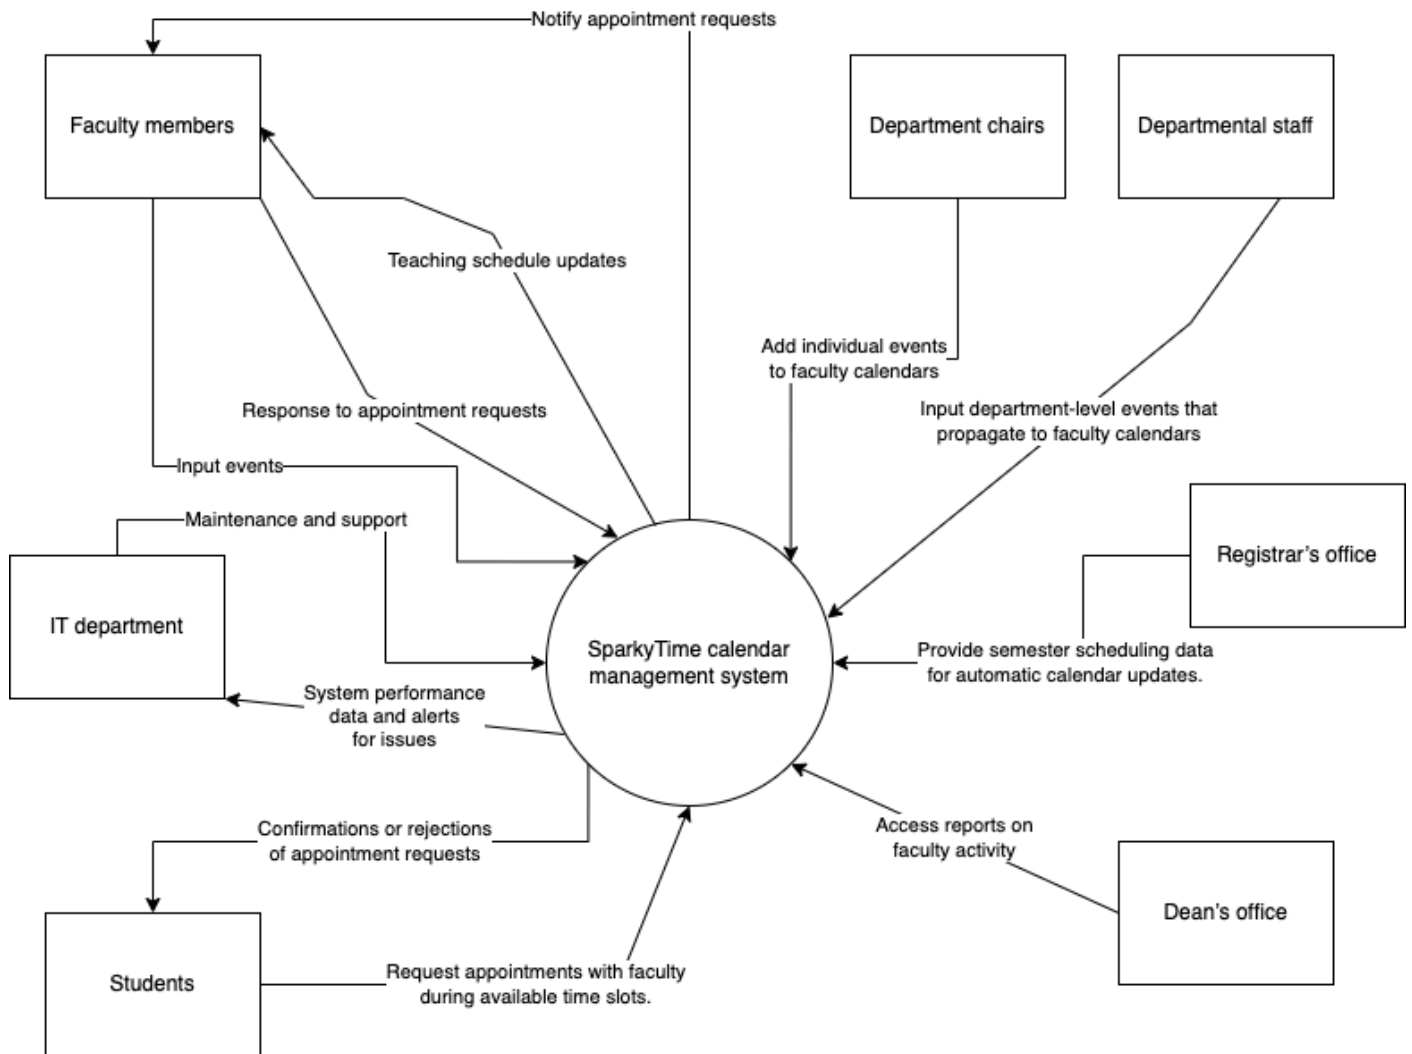 Notify appointment requests
Faculty members
Department chairs
Departmental staff
Teaching schedule updates
Add individual events
to faculty calendars
Response to appointment requests
Input department-level events that
propagate to faculty calendars
Input events
Maintenance and support
Registrar's office
IT department
SparkyTime calendar
management system
Provide semester scheduling data
for automatic calendar updates.
System performance
data and alerts
for issues
Confirmations or rejections
of appointment requests
Access reports on
faculty activity
Dean's office
Students
Request appointments with faculty
during available time slots.